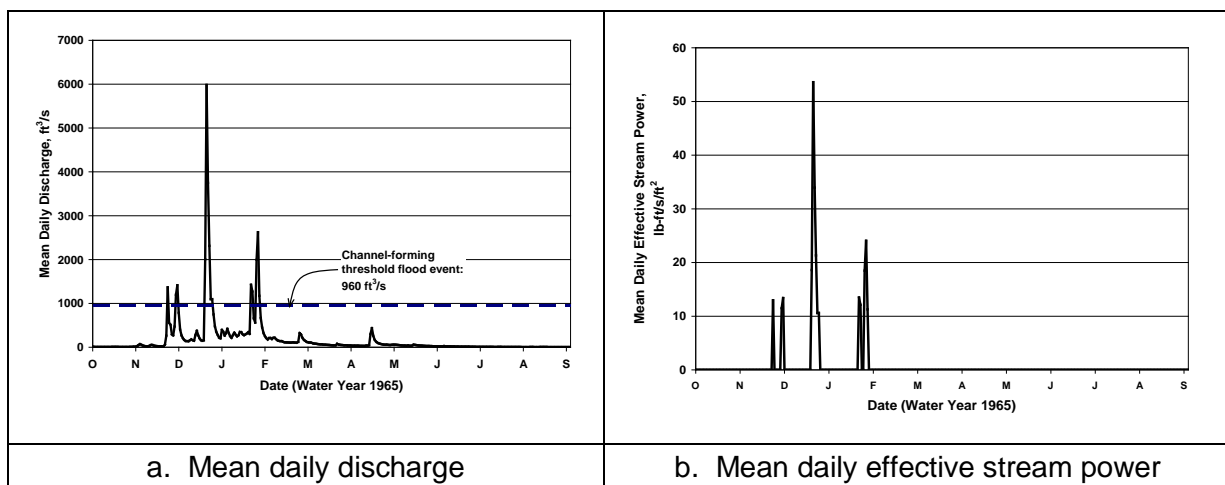 7000
6000
5000
4000
3000
2000
1000
0
Mean Daily Discharge, ft³/s
Channel-forming
threshold flood event:
960 ft³/s
O N D J F M A M J J A S
Date (Water Year 1965)
60
50
40
30
20
10
0
Mean Daily Effective Stream Power,
lb-ft/s/ft²
O N D J F M A M J J A S
Date (Water Year 1965)
a. Mean daily discharge
b. Mean daily effective stream power